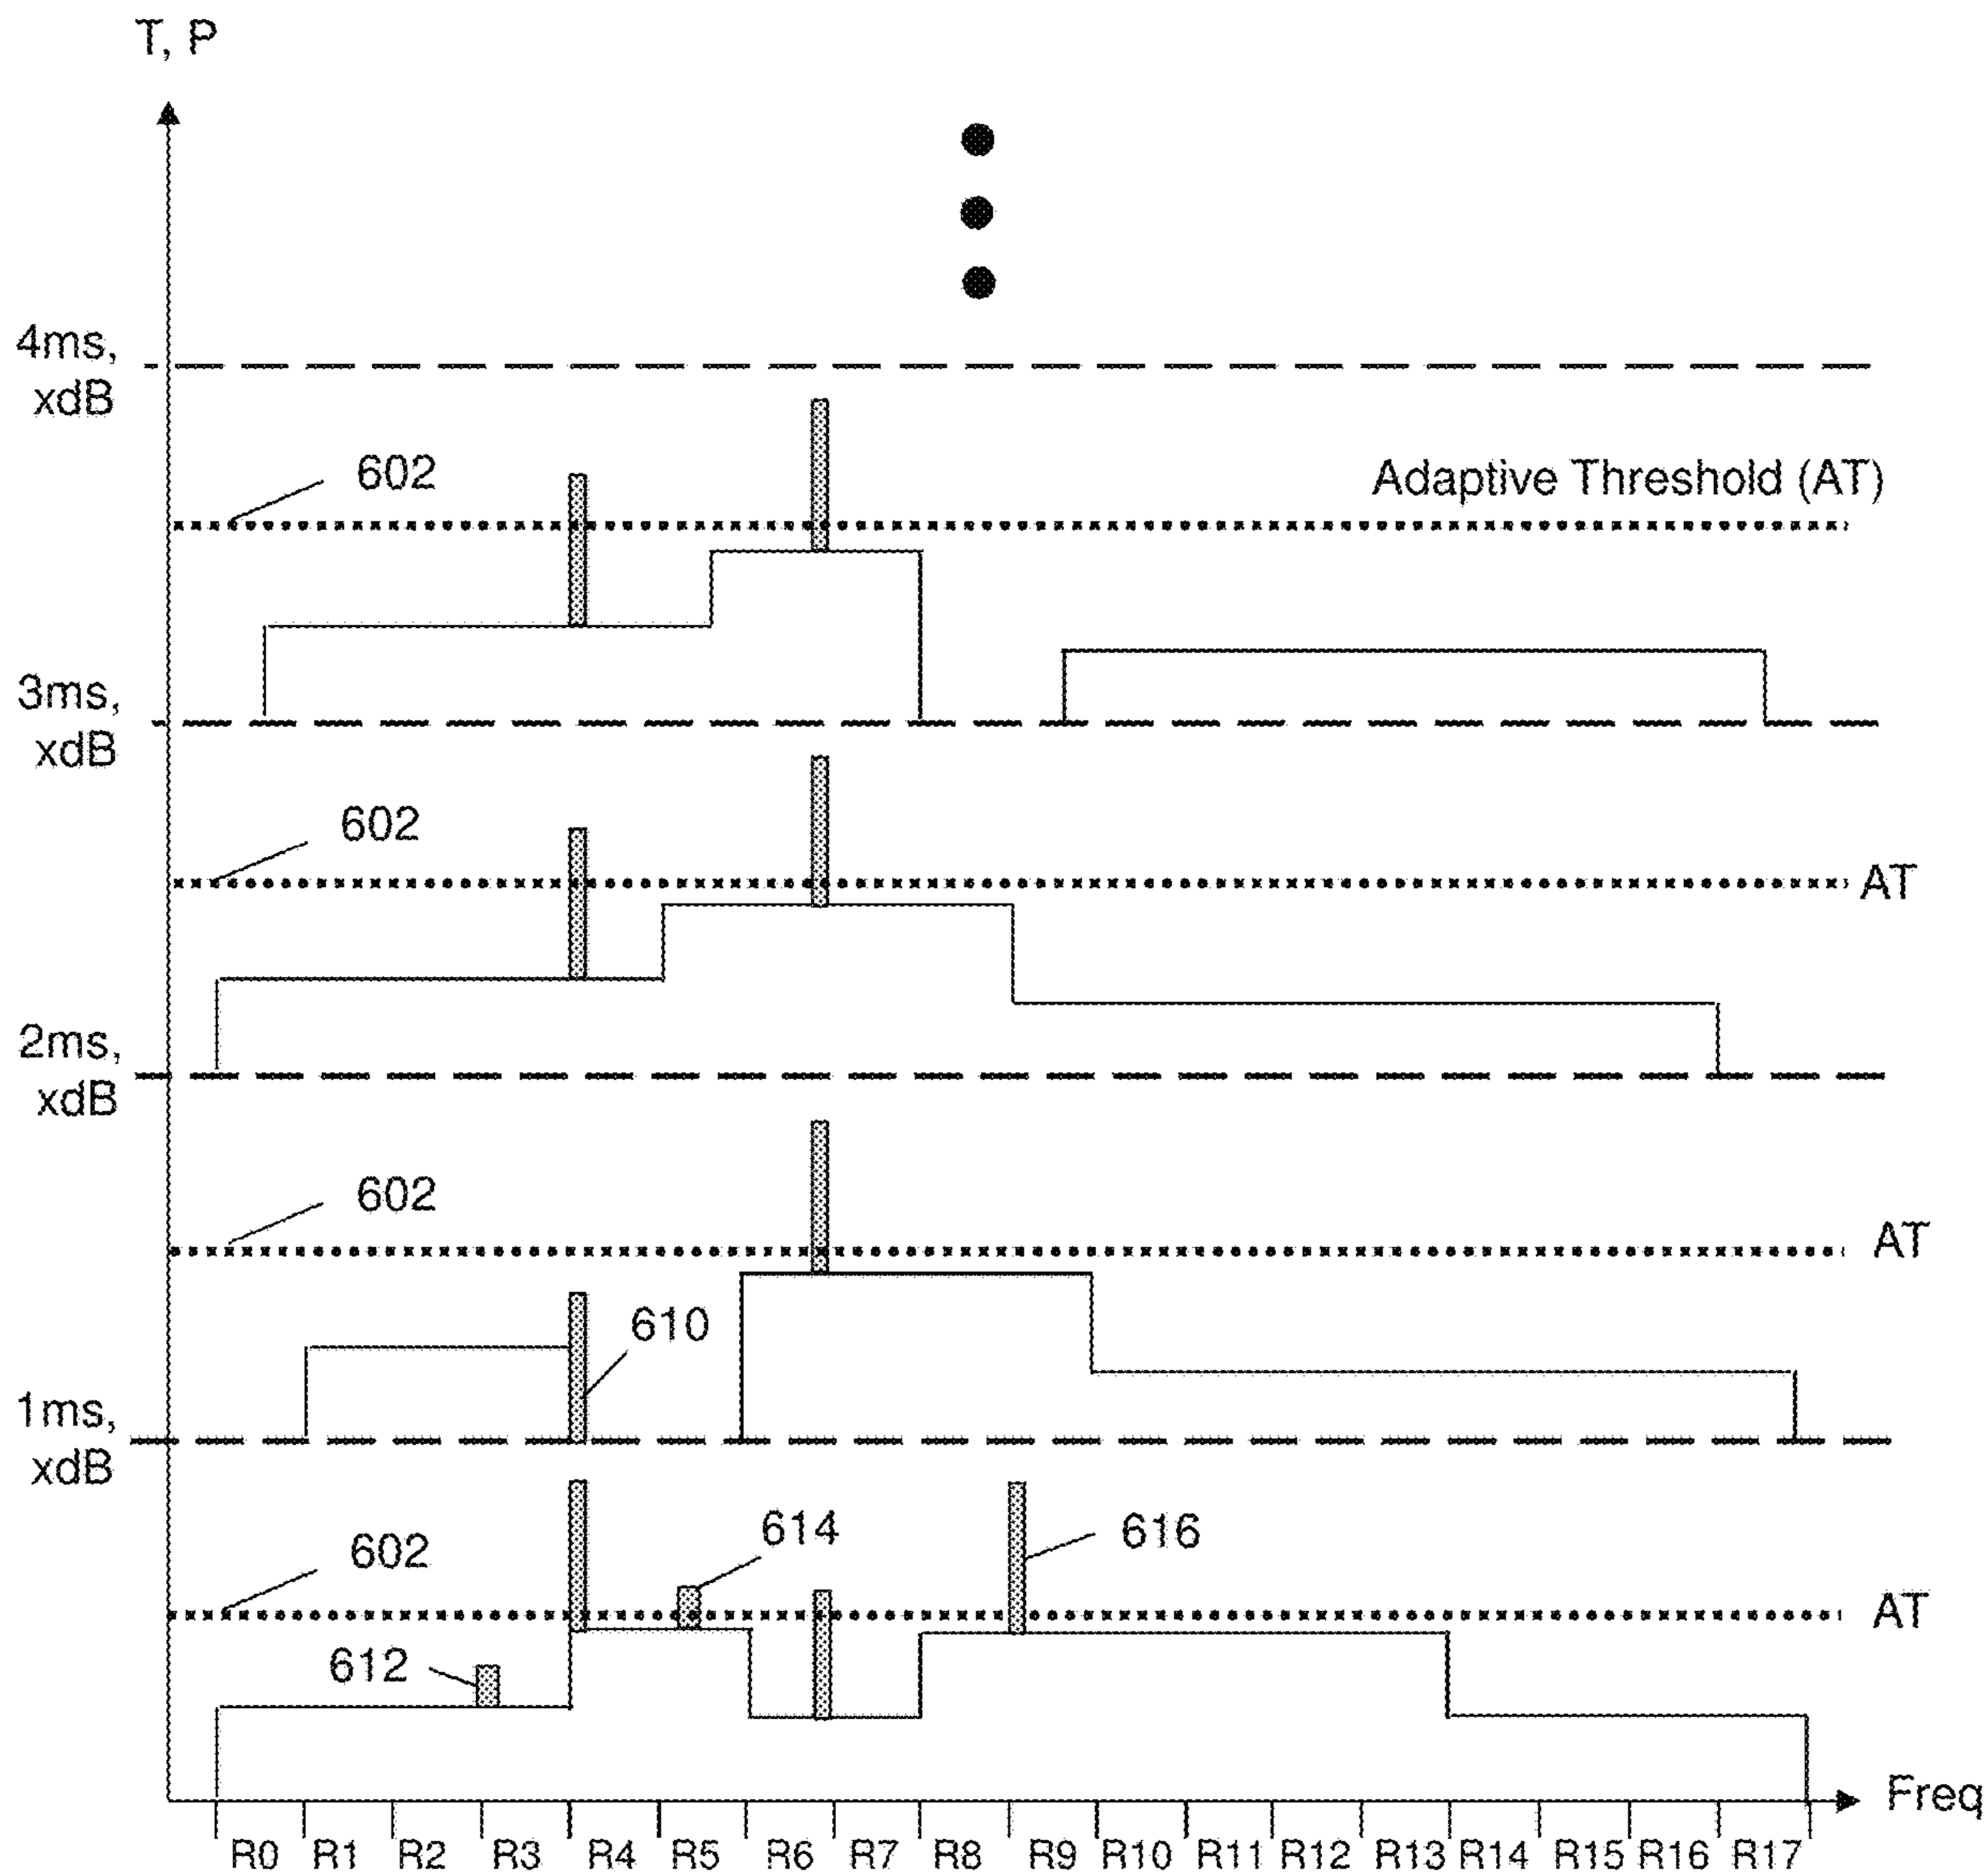 T, P
4ms,
xdB
602
Adaptive Threshold (AT)
3ms,
xdB
602
AT
2ms,
xdB
602
AT
610
1ms,
xdB
614
616
602
AT
612
Freq
R0 R1 R2 R3 R4 R5 R6 R7 R8 R9 R10 R11 R12 R13 R14 R15 R16 R17